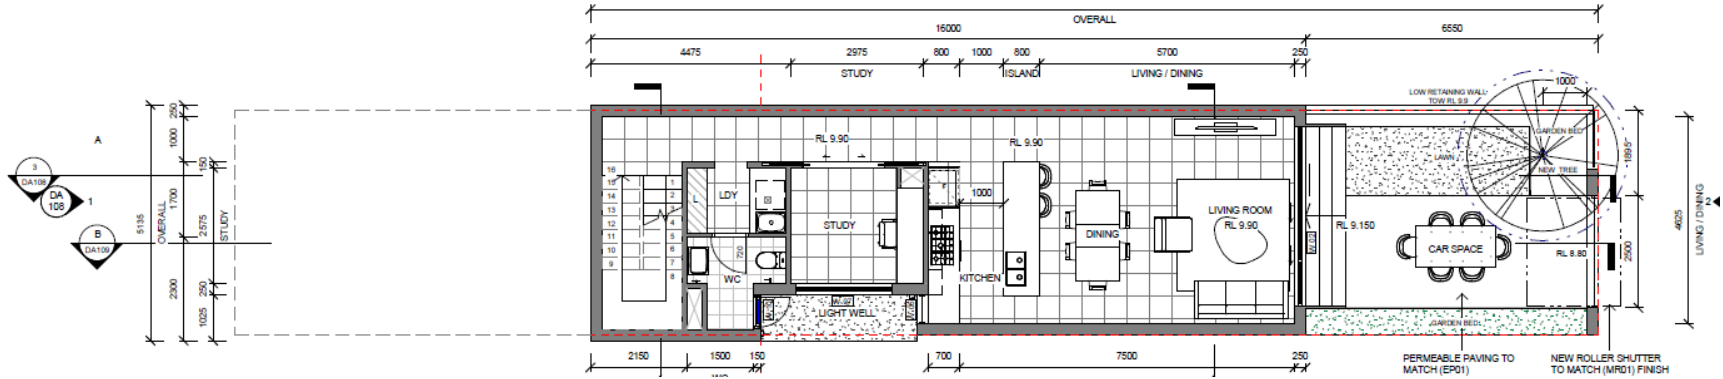 OVERALL
16000
6550
4475
2975
800
1000
800
5700
250
STUDY
ISLAND
LIVING / DINING
1000
LOW RETAINING WALL
TOW RL 9.9
250
1000
150
1700
2575
2300
250
1025
5135
OVERALL
STUDY
A
3
DA108
DA
108
1
B
DA109
RL 9.90
RL 9.90
16
15
14
13
12
11
10
9
1
2
3
4
5
6
7
8
L
LDY
720
WC
STUDY
F
1000
KITCHEN
DINING
LIVING ROOM
RL 9.90
W.02
RL 9.150
LAWN
GARDEN BED
NEW TREE
CAR SPACE
RL 8.80
GARDEN BED
W.07
LIGHT WELL
1895
2500
4625
LIVING / DINING
2
2150
1500
150
700
7500
250
WC
PERMEABLE PAVING TO
MATCH (EP01)
NEW ROLLER SHUTTER
TO MATCH (MR01) FINISH